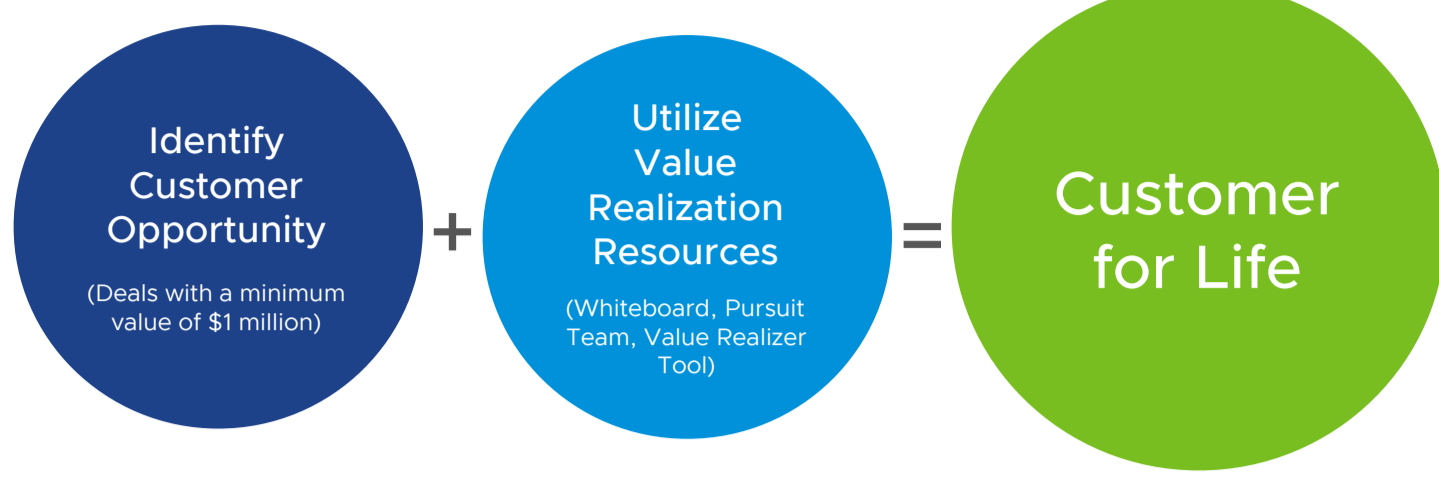 Identify
Customer
Opportunity
(Deals with a minimum
value of $1 million)
+
Utilize
Value
Realization
Resources
(Whiteboard, Pursuit
Team, Value Realizer
Tool)
=
Customer
for Life